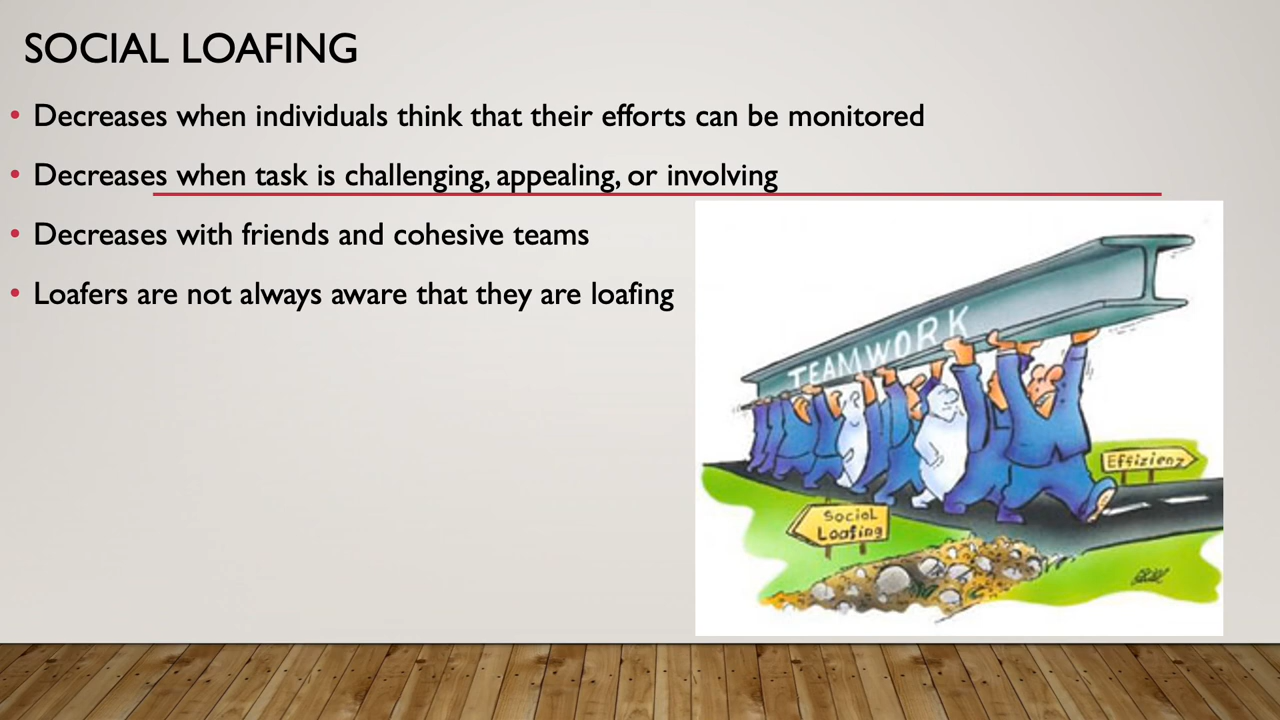 SOCIAL LOAFING
• Decreases when individuals think that their efforts can be monitored
• Decreases when task is challenging, appealing, or involving
• Decreases with friends and cohesive teams
• Loafers are not always aware that they are loafing
TEAMWORK
Effizienz
Social
Loafing